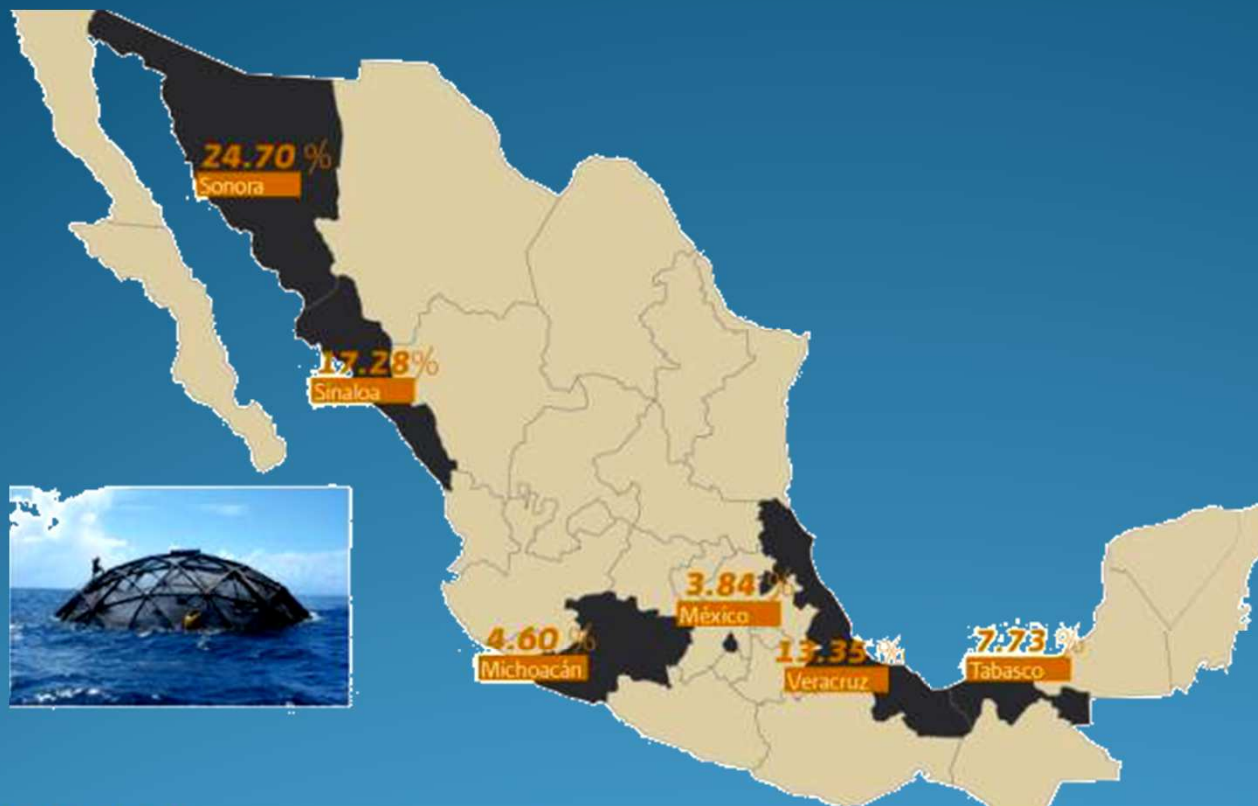 24.70 %
Sonora
17.28%
Sinaloa
3.84 %
México
4.60 %
Michoacán
13.35 %
Veracruz
7.73 %
Tabasco